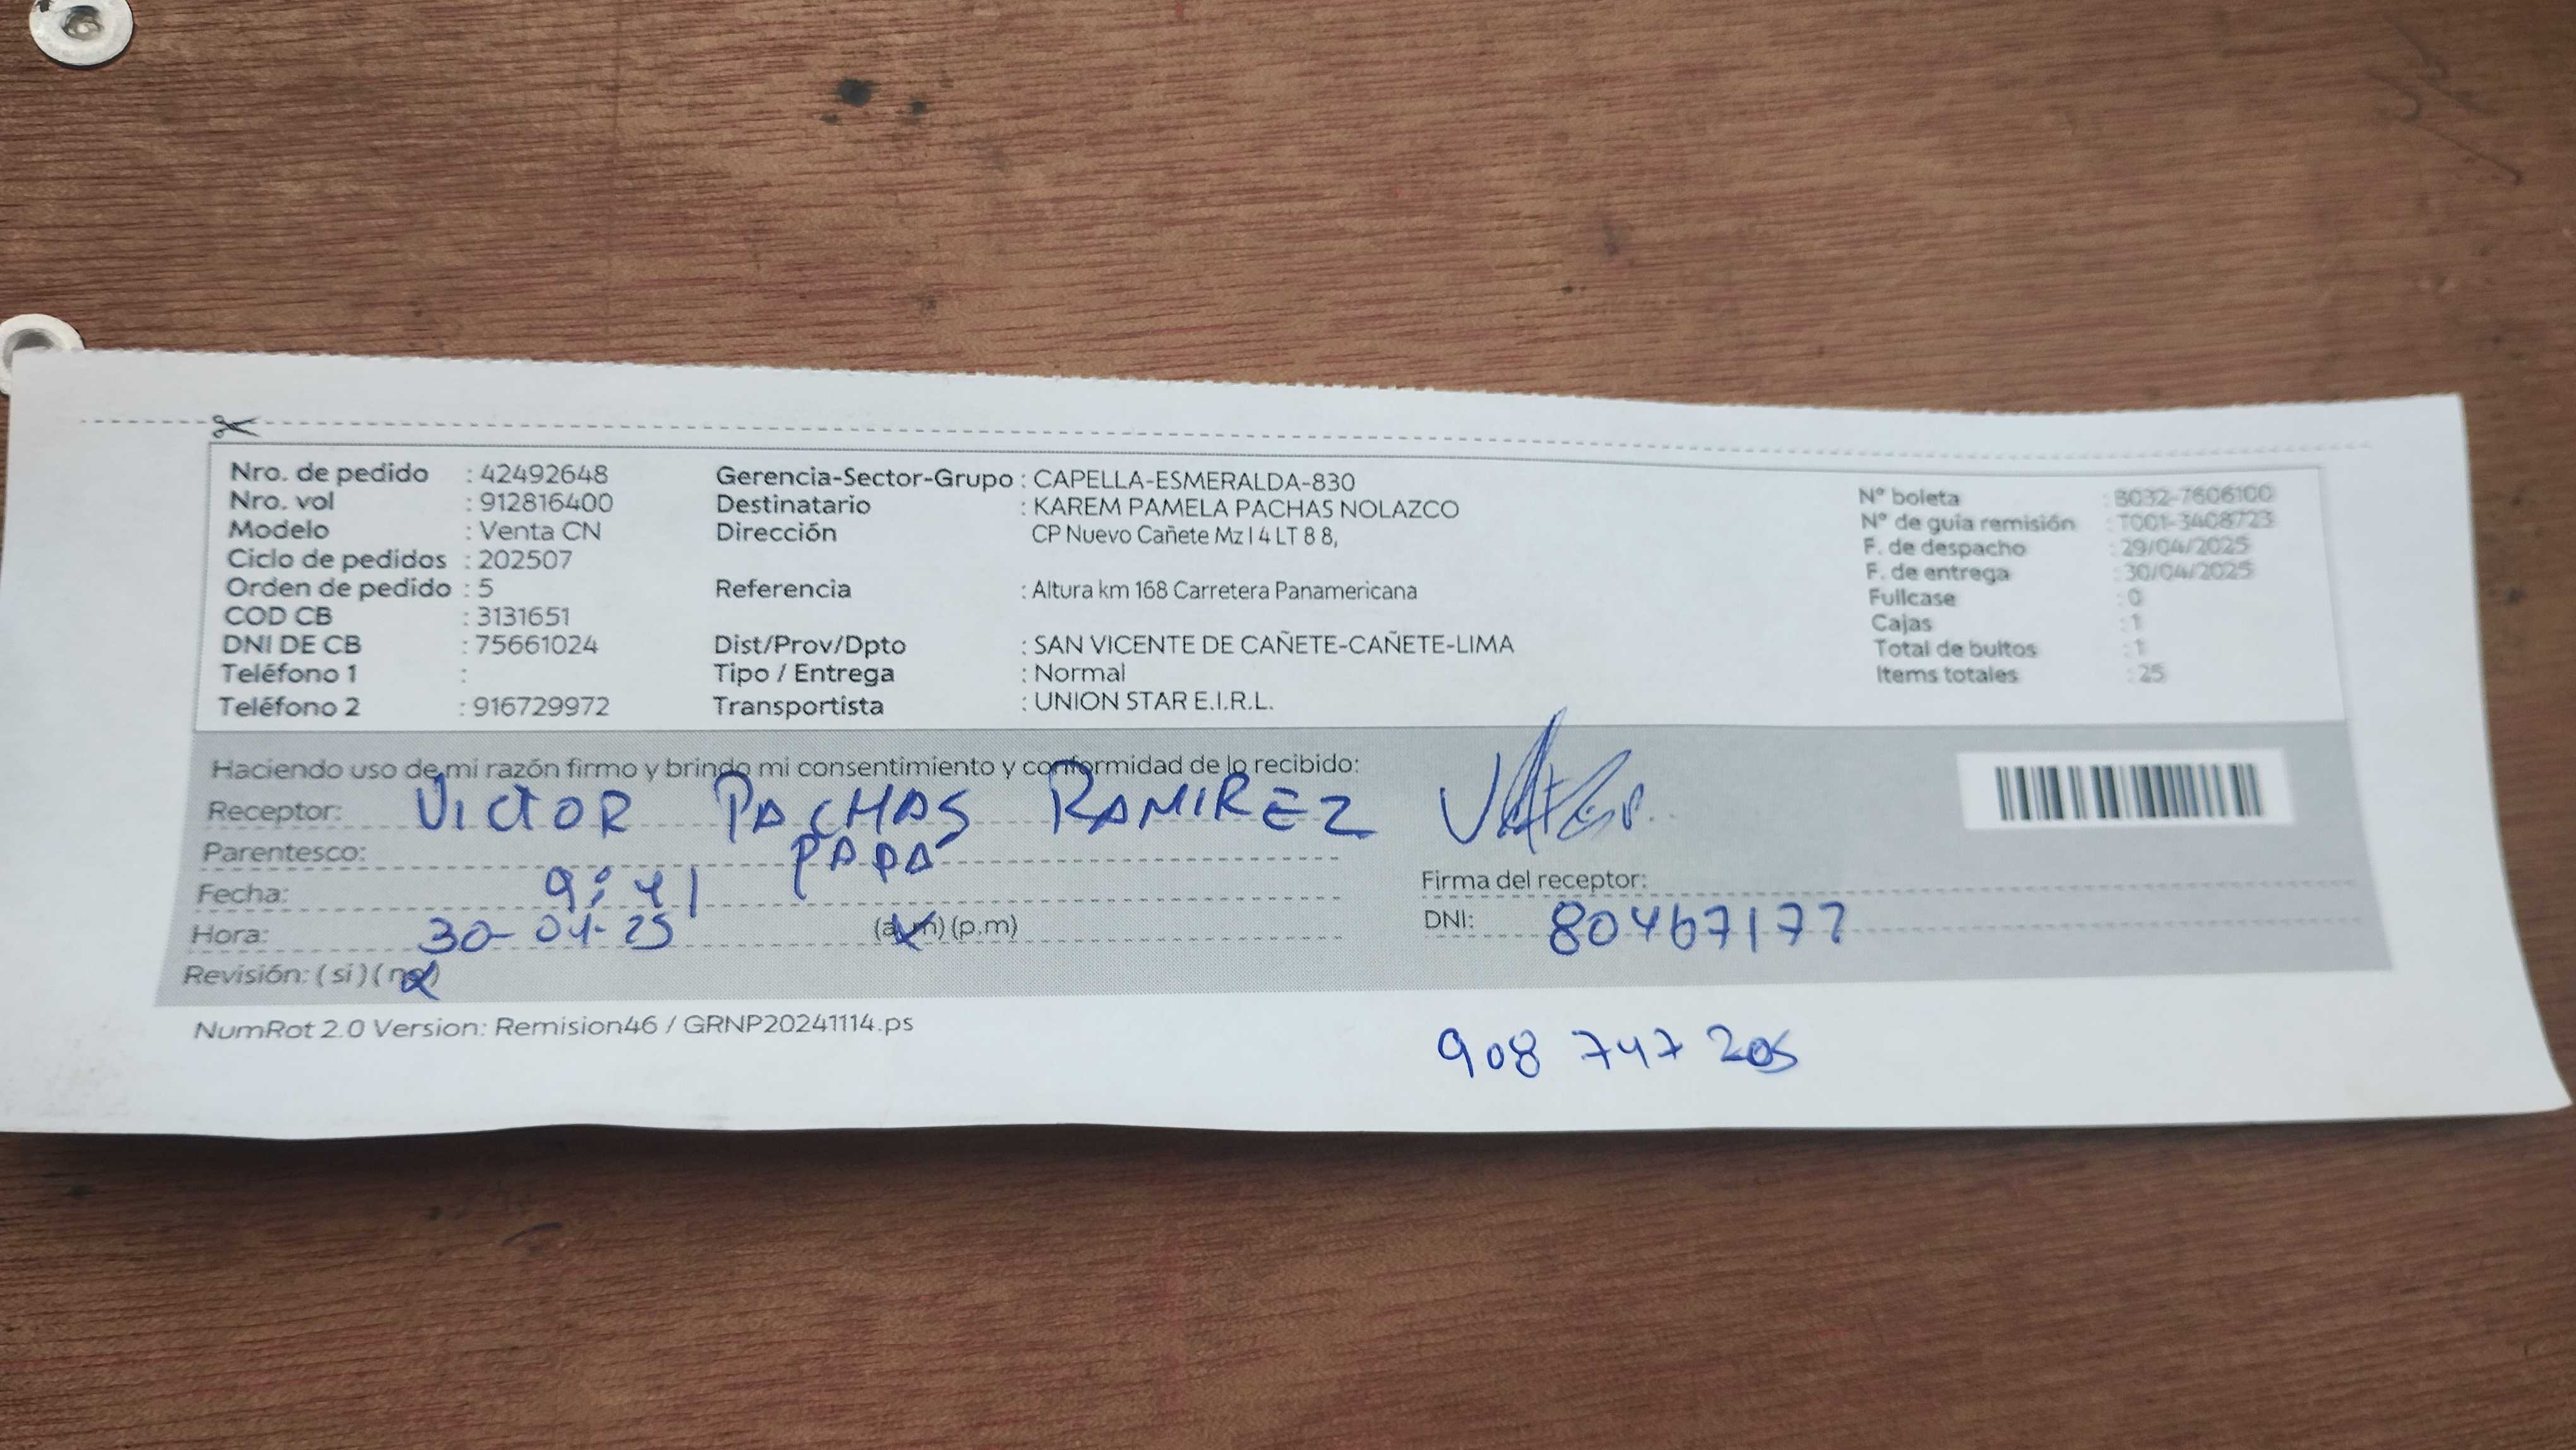 Nro. de pedido : 42492648
Nro. vol : 912816400
Modelo : Venta CN
Ciclo de pedidos : 202507
Orden de pedido : 5
COD CB : 3131651
DNI DE CB : 75661024
Teléfono 1 :
Teléfono 2 : 916729972
Gerencia-Sector-Grupo : CAPELLA-ESMERALDA-830
Destinatario : KAREM PAMELA PACHAS NOLAZCO
Dirección CP Nuevo Cañete Mz I 4 LT 8 8,
Referencia : Altura km 168 Carretera Panamericana
Dist/Prov/Dpto : SAN VICENTE DE CAÑETE-CAÑETE-LIMA
Tipo / Entrega : Normal
Transportista : UNION STAR E.I.R.L.
N° boleta : B032-7606100
N° de guía remisión : T001-3408723
F. de despacho : 29/04/2025
F. de entrega : 30/04/2025
Fullcase : 0
Cajas : 1
Total de bultos : 1
Items totales : 25
Haciendo uso de mi razón firmo y brindo mi consentimiento y conformidad de lo recibido:
Receptor: VICTOR PACHAS RAMIREZ
Parentesco: PAPA
Fecha: 9:41
Hora: 30-04-25 (a.m) (p.m)
Revisión: (si) (no)
Firma del receptor:
DNI: 80467177
NumRot 2.0 Version: Remision46 / GRNP20241114.ps
908 747 205